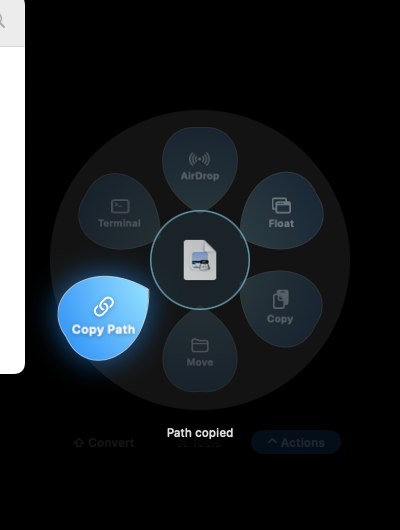 AirDrop
Terminal
Float
Copy Path
Copy
Move
Path copied
Convert
Actions